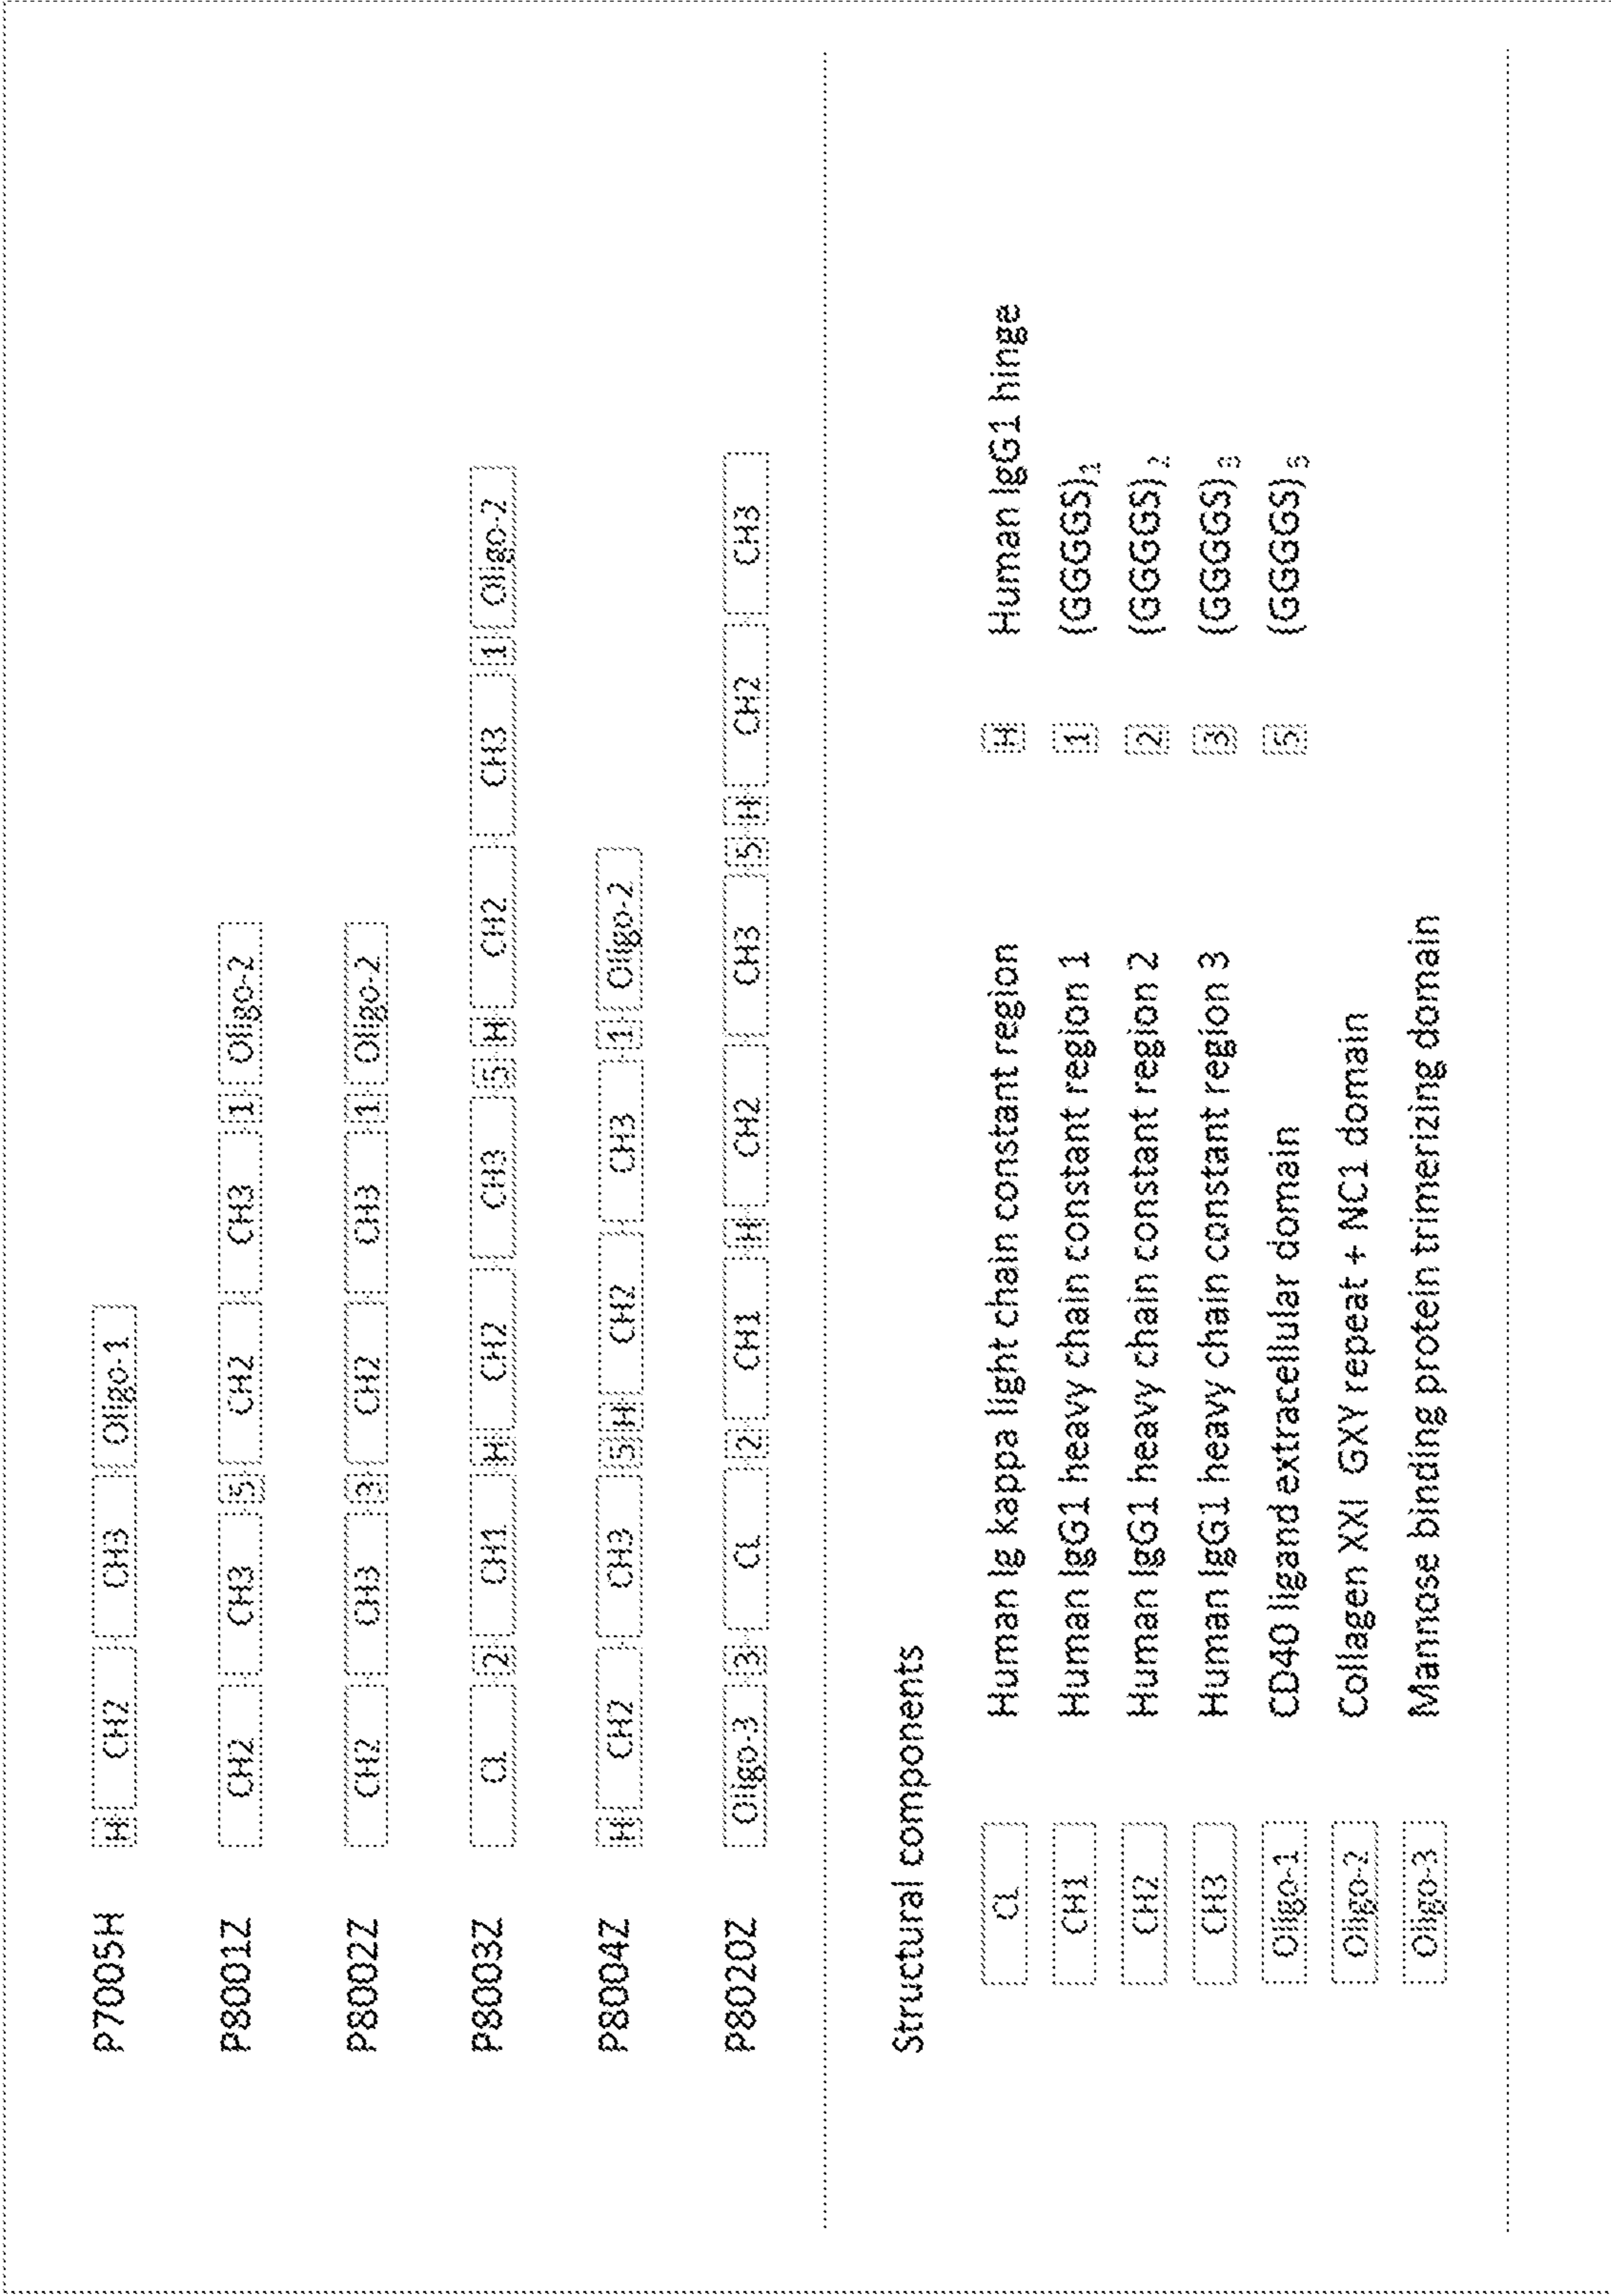 P7005H H CH2 CH3 Oligo-1
P8001Z CH2 CH3 5 CH2 CH3 1 Oligo-2
P8002Z CH2 CH3 3 CH2 CH3 1 Oligo-2
P8003Z CL 2 CH1 H CH2 CH3 5 H CH2 CH3 1 Oligo-2
P8004Z H CH2 CH3 5 H CH2 CH3 1 Oligo-2
P8020Z Oligo-3 3 CL 2 CH1 H CH2 CH3 5 H CH2 CH3
Structural components
CL Human Ig kappa light chain constant region H Human IgG1 hinge
CH1 Human IgG1 heavy chain constant region 1 1 (GGGGS)1
CH2 Human IgG1 heavy chain constant region 2 2 (GGGGS)2
CH3 Human IgG1 heavy chain constant region 3 3 (GGGGS)3
Oligo-1 CD40 ligand extracellular domain 5 (GGGGS)5
Oligo-2 Collagen XXI GXY repeat + NC1 domain
Oligo-3 Mannose binding protein trimerizing domain